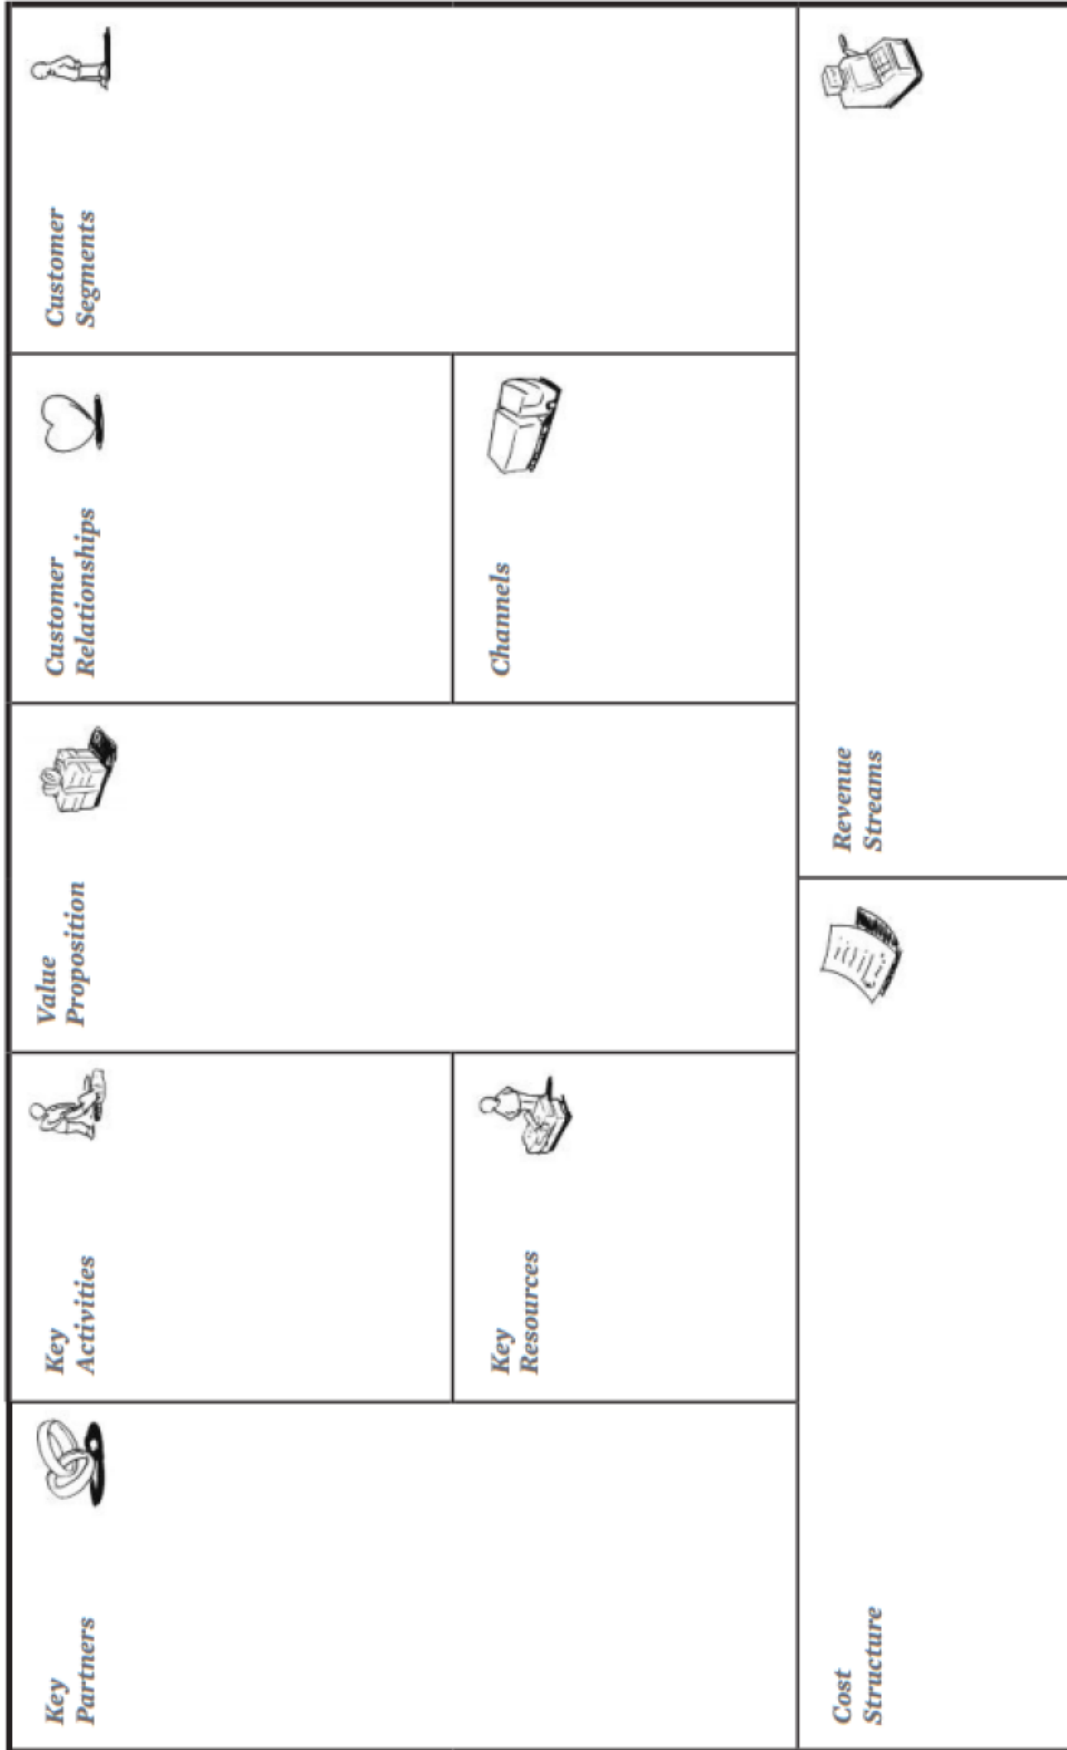 Key
Partners
Key
Activities
Key
Resources
Value
Proposition
Customer
Relationships
Channels
Customer
Segments
Cost
Structure
Revenue
Streams